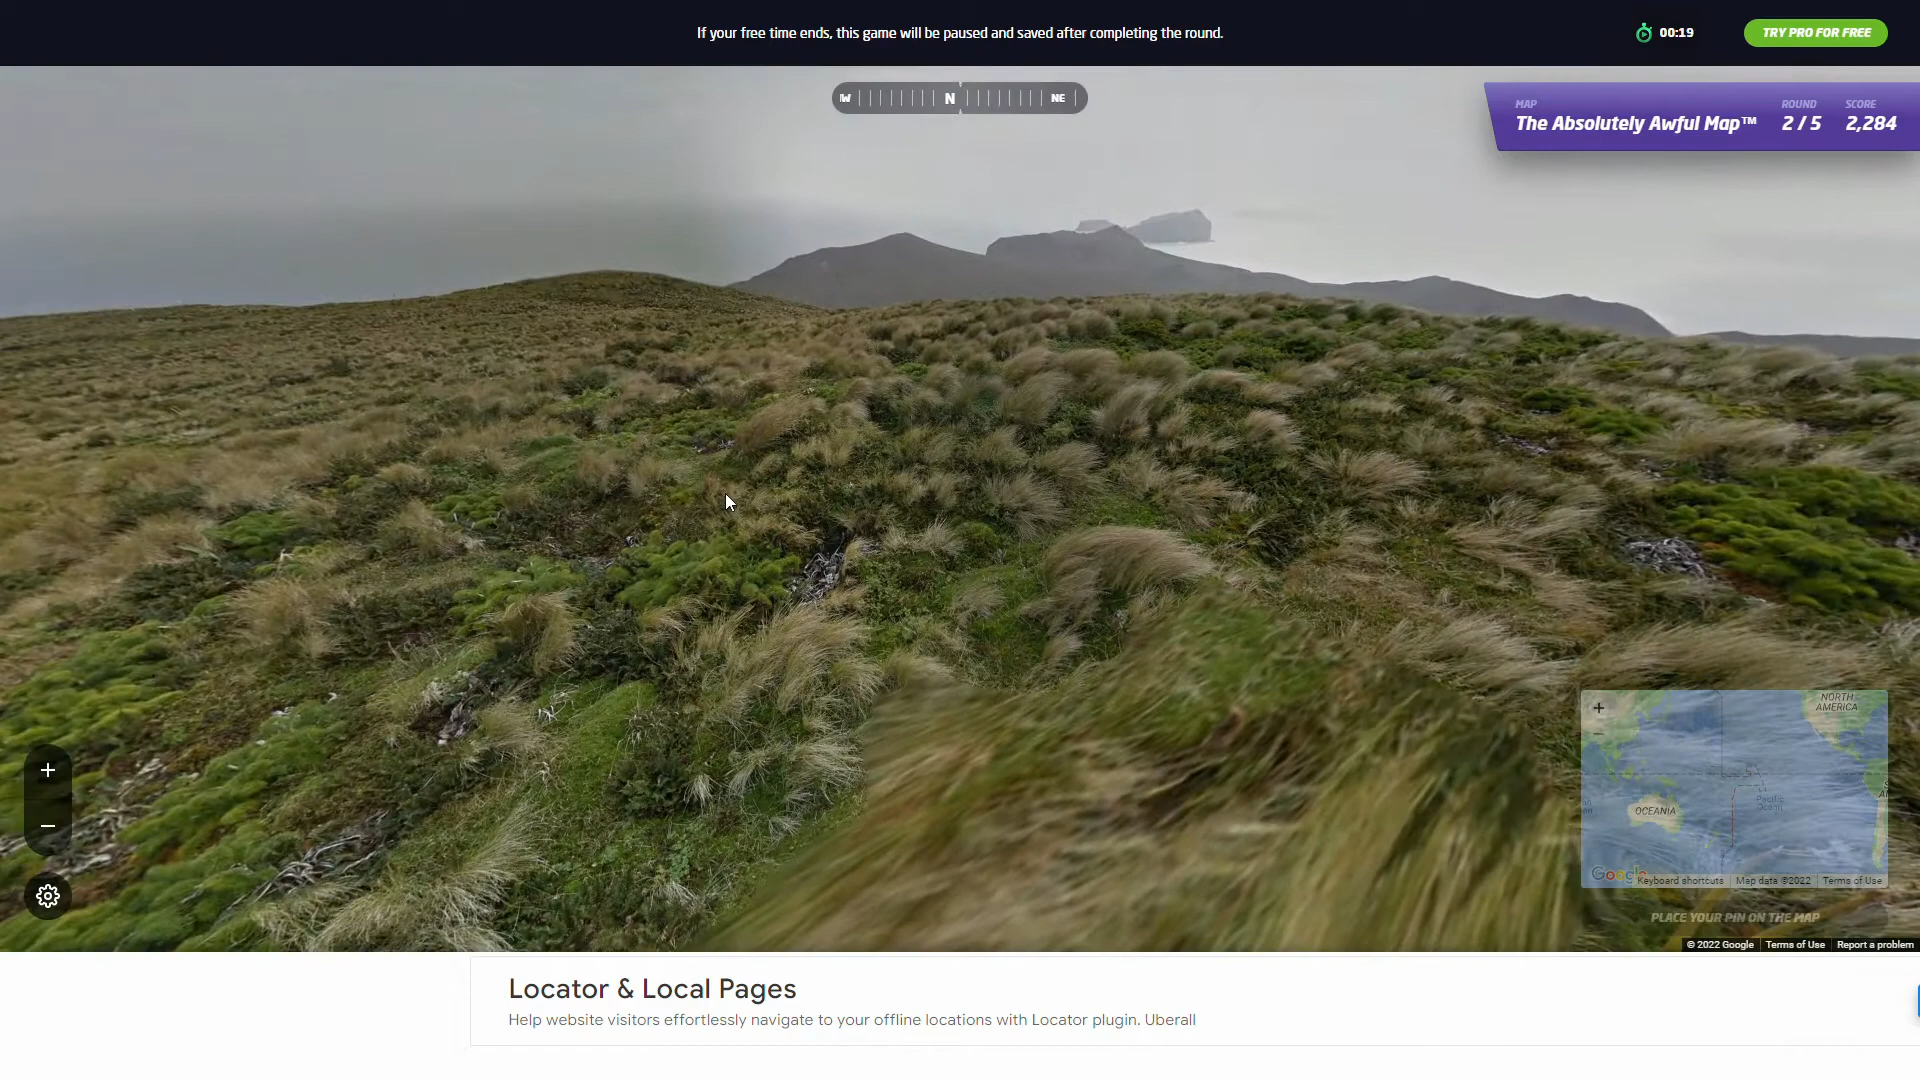 If your free time ends, this game will be paused and saved after completing the round.
00:19
TRY PRO FOR FREE
N
NE
MAP
The Absolutely Awful Map™
ROUND
2 / 5
SCORE
2,284
NORTH
AMERICA
OCEANIA
Pacific
Ocean
Google
Keyboard shortcuts
Map data ©2022
Terms of Use
PLACE YOUR PIN ON THE MAP
© 2022 Google
Terms of Use
Report a problem
Locator & Local Pages
Help website visitors effortlessly navigate to your offline locations with Locator plugin. Uberall